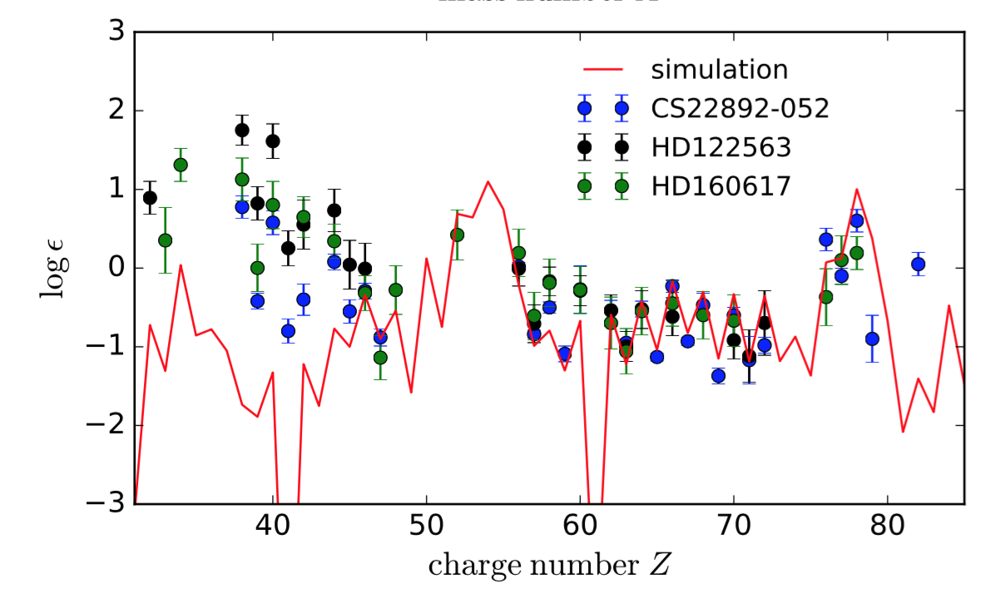 3
2
1
0
−1
−2
−3
log ϵ
simulation
CS22892-052
HD122563
HD160617
40 50 60 70 80
charge number Z